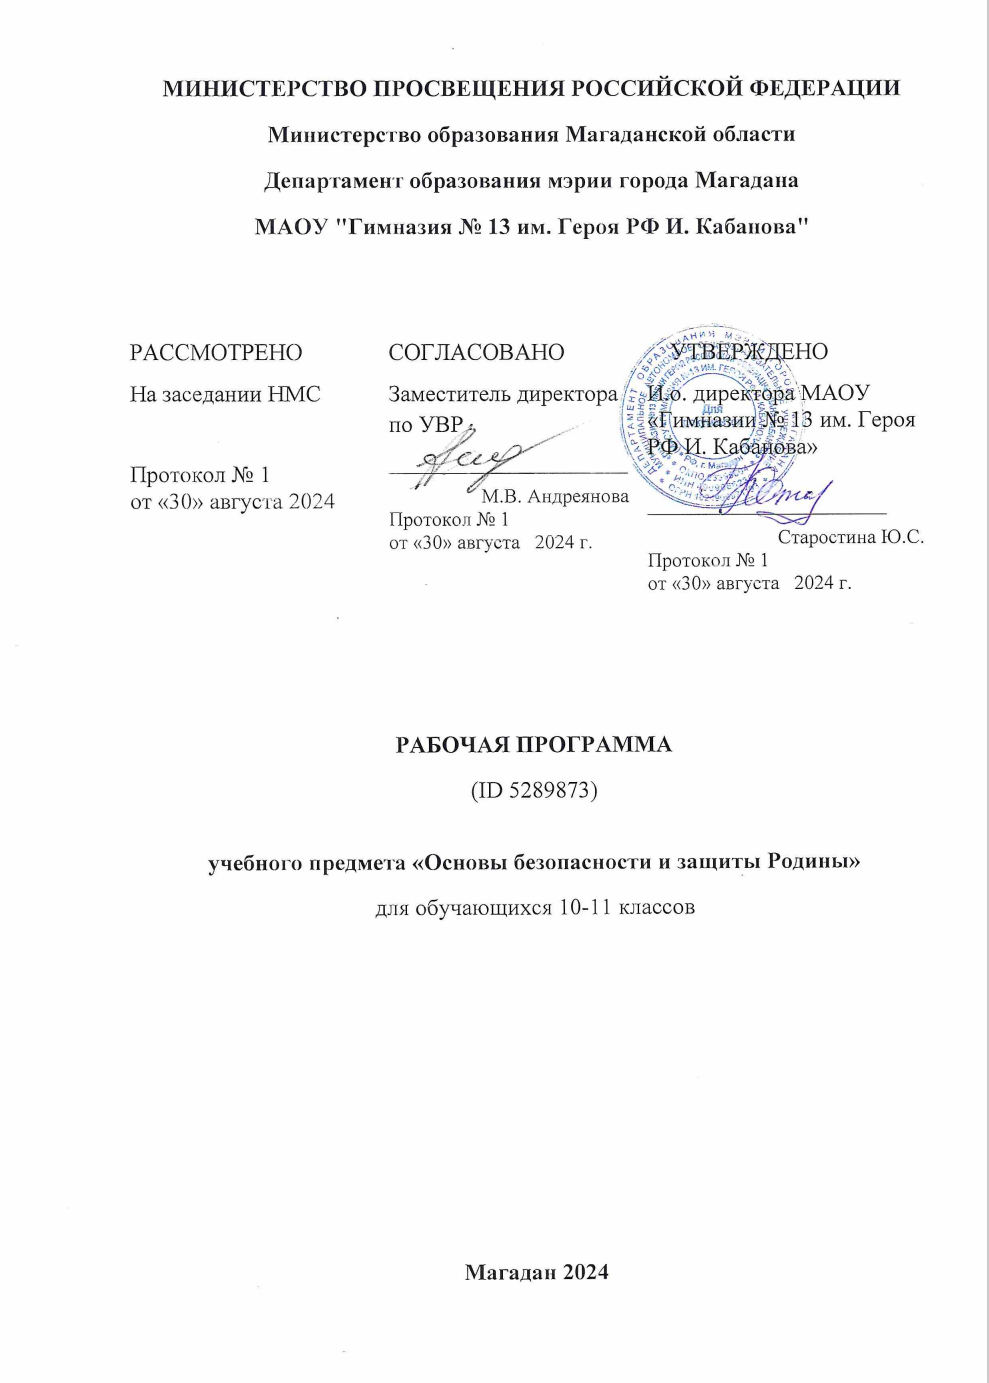 МИНИСТЕРСТВО ПРОСВЕЩЕНИЯ РОССИЙСКОЙ ФЕДЕРАЦИИ
Министерство образования Магаданской области
Департамент образования мэрии города Магадана
МАОУ "Гимназия № 13 им. Героя РФ И. Кабанова"
РАССМОТРЕНО
На заседании НМС
Протокол № 1
от «30» августа 2024
СОГЛАСОВАНО
Заместитель директора
по УВР
М.В. Андреянова
Протокол № 1
от «30» августа 2024 г.
УТВЕРЖДЕНО
И.о. директора МАОУ
«Гимназии № 13 им. Героя
РФ И. Кабанова»
Старостина Ю.С.
Протокол № 1
от «30» августа 2024 г.
ДЕПАРТАМЕНТ ОБРАЗОВАНИЯ
Для
РАБОЧАЯ ПРОГРАММА
(ID 5289873)
учебного предмета «Основы безопасности и защиты Родины»
для обучающихся 10-11 классов
Магадан 2024